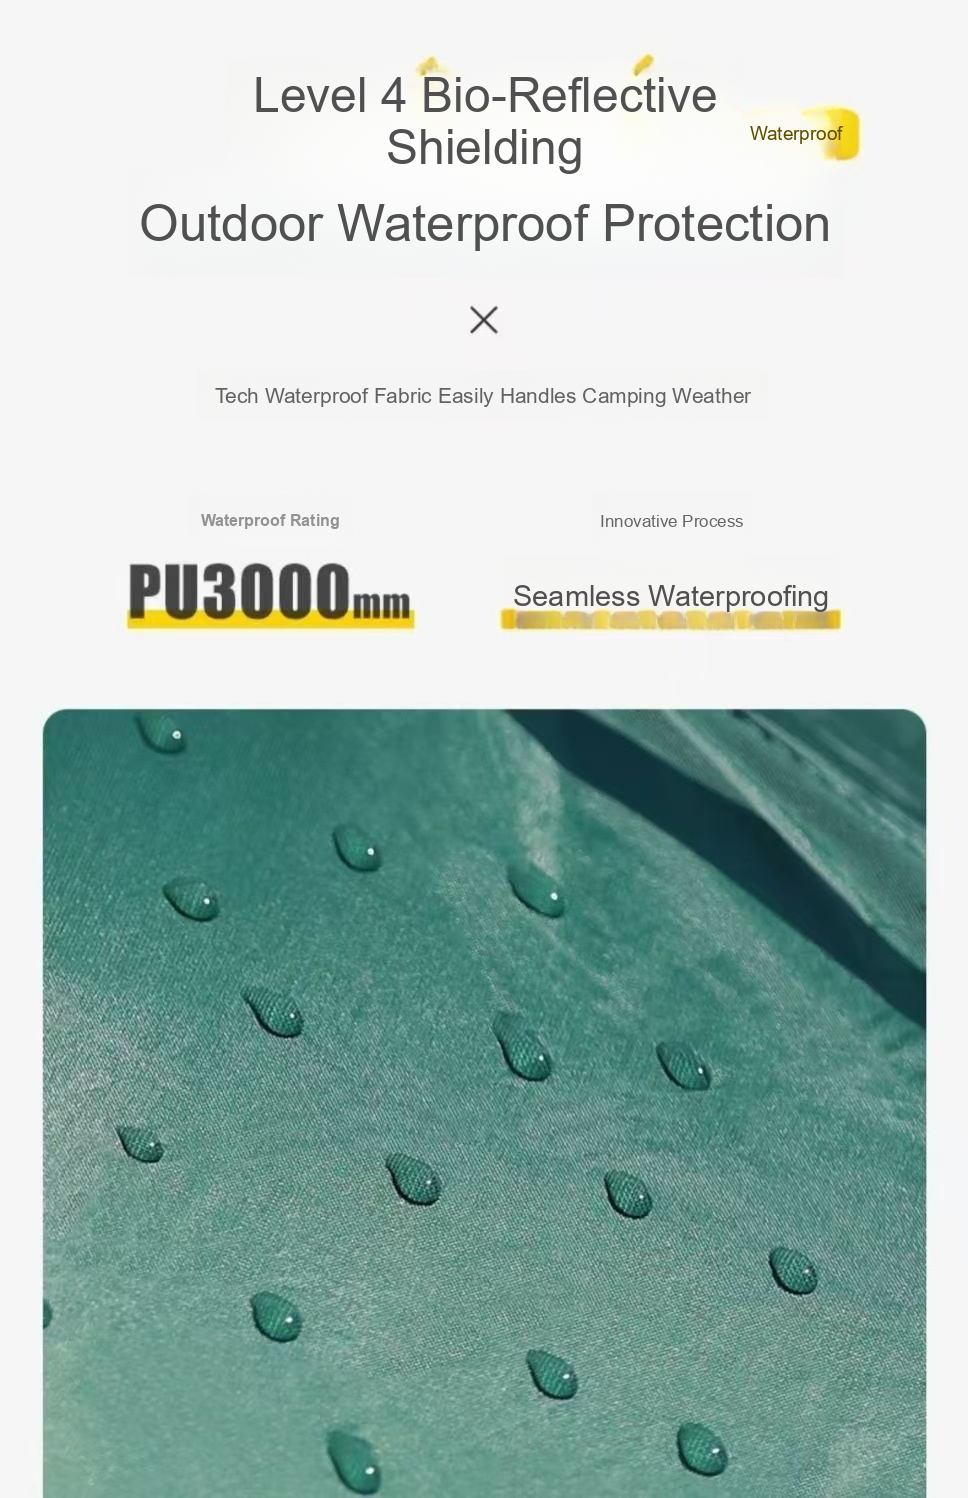 Level 4 Bio-Reflective
Shielding
Waterproof
Outdoor Waterproof Protection
Tech Waterproof Fabric Easily Handles Camping Weather
Waterproof Rating
PU3000mm
Innovative Process
Seamless Waterproofing